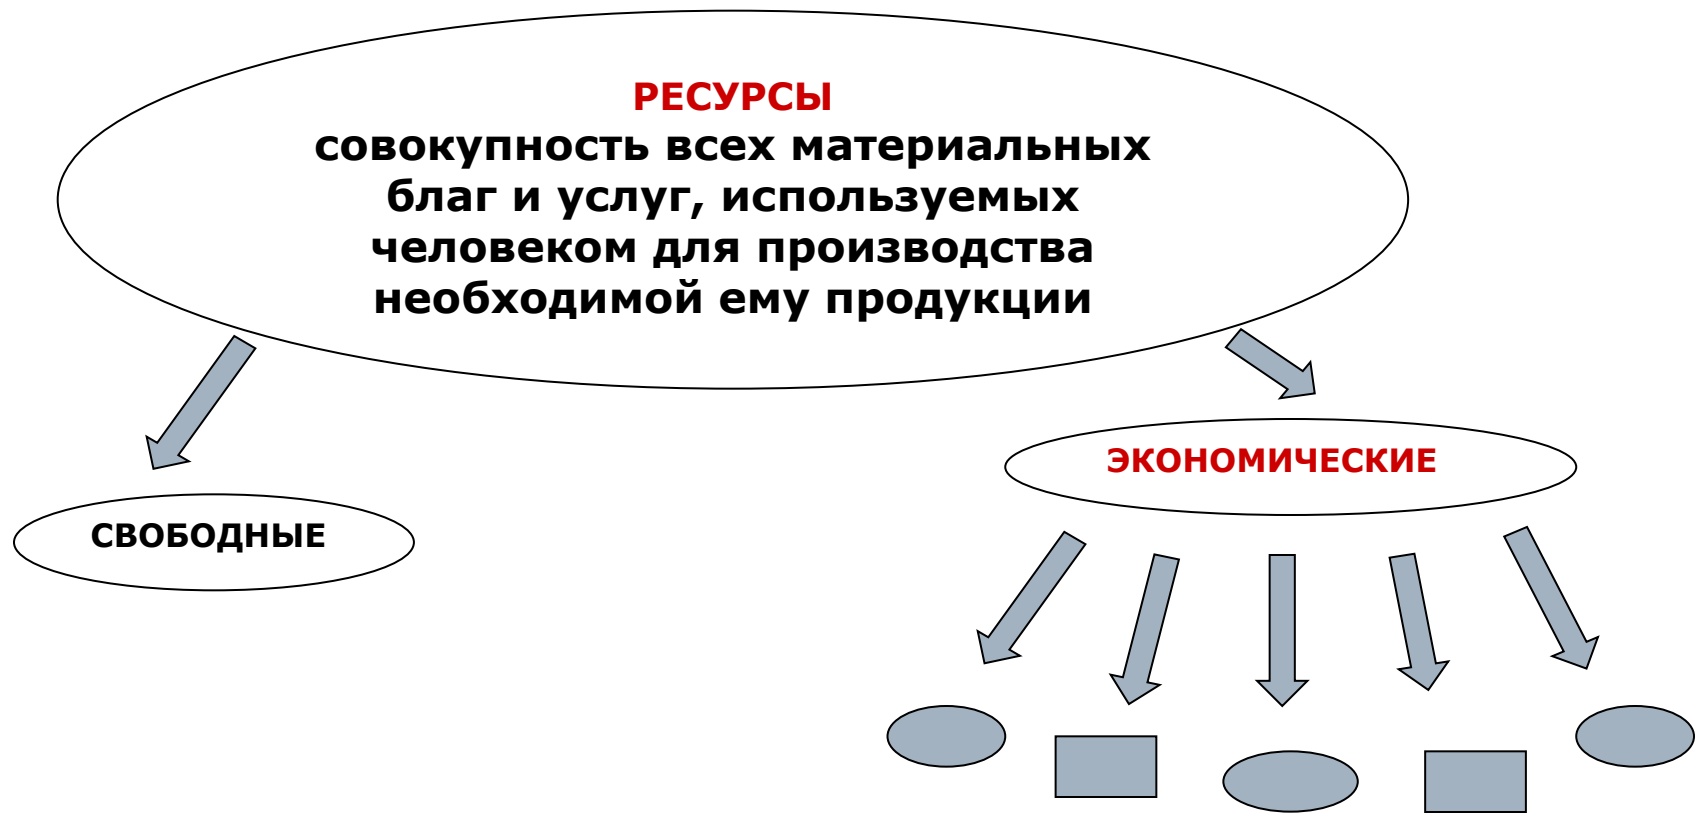 РЕСУРСЫ
совокупность всех материальных
благ и услуг, используемых
человеком для производства
необходимой ему продукции
ЭКОНОМИЧЕСКИЕ
СВОБОДНЫЕ